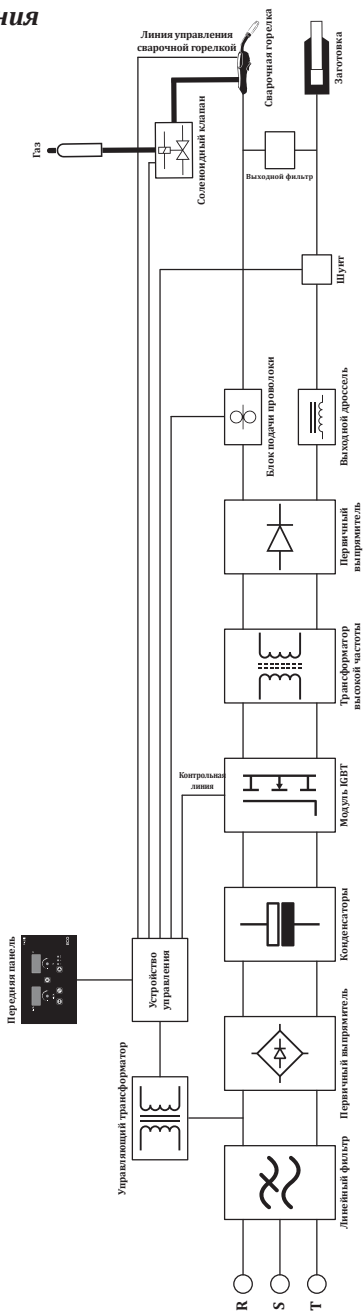 ния
Линия управления
сварочной горелкой
Сварочная горелка
Заготовка
Газ
Соленоидный клапан
Выходной фильтр
Шунт
Блок подачи проволоки
Выходной дроссель
Первичный
выпрямитель
Трансформатор
высокой частоты
Контрольная
линия
Модуль IGBT
Передняя панель
Устройство
управления
Конденсаторы
Управляющий трансформатор
Первичный выпрямитель
Линейный фильтр
R
S
T